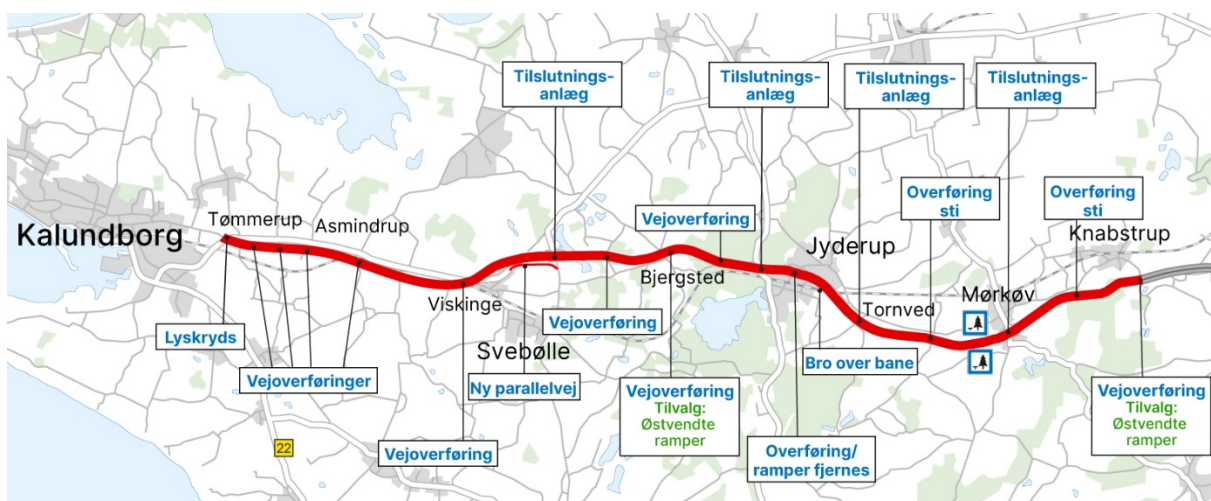 Tilslutnings-
anlæg
Tilslutnings-
anlæg
Tilslutnings-
anlæg
Tilslutnings-
anlæg
Overføring
sti
Overføring
sti
Vejoverføring
Tømmerup
Asmindrup
Kalundborg
Knabstrup
Jyderup
Bjergsted
Mørkøv
Viskinge
Tornved
Lyskryds
Svebølle
Vejoverføring
Vejoverføringer
Ny parallelvej
Bro over bane
Vejoverføring
Tilvalg:
Østvendte
ramper
Vejoverføring
Tilvalg:
Østvendte
ramper
22
Vejoverføring
Overføring/
ramper fjernes